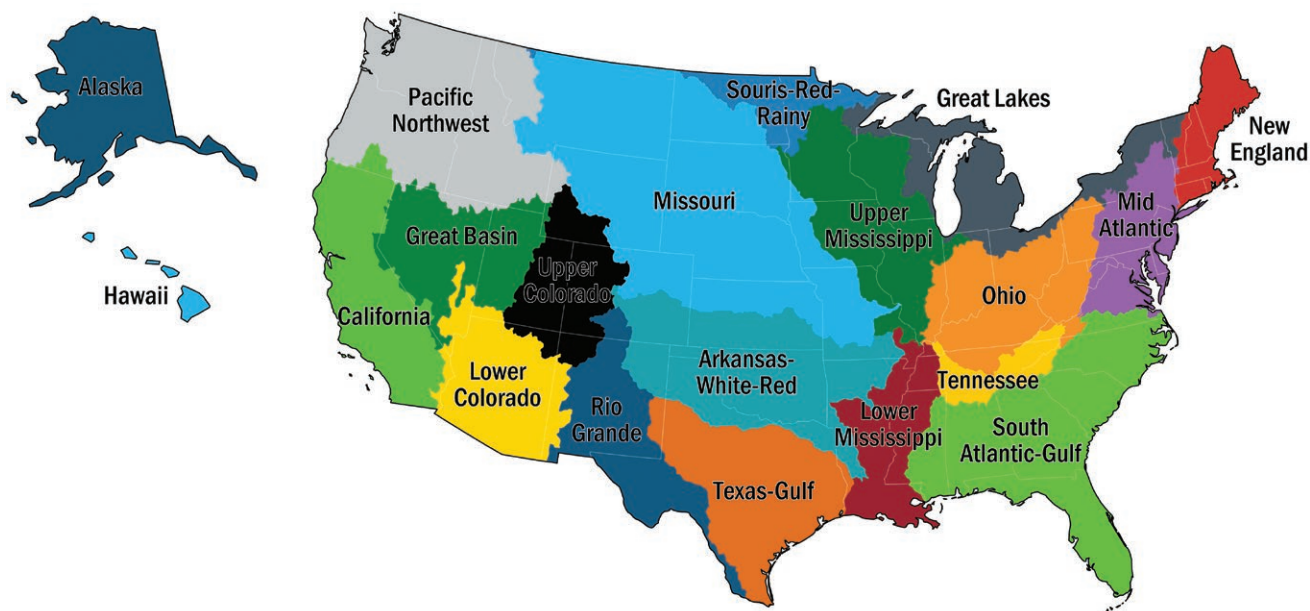 Alaska
Hawaii
Pacific
Northwest
Great Basin
California
Upper
Colorado
Lower
Colorado
Rio
Grande
Missouri
Souris-Red-
Rainy
Upper
Mississippi
Great Lakes
New
England
Mid
Atlantic
Ohio
Tennessee
Arkansas-
White-Red
Lower
Mississippi
South
Atlantic-Gulf
Texas-Gulf